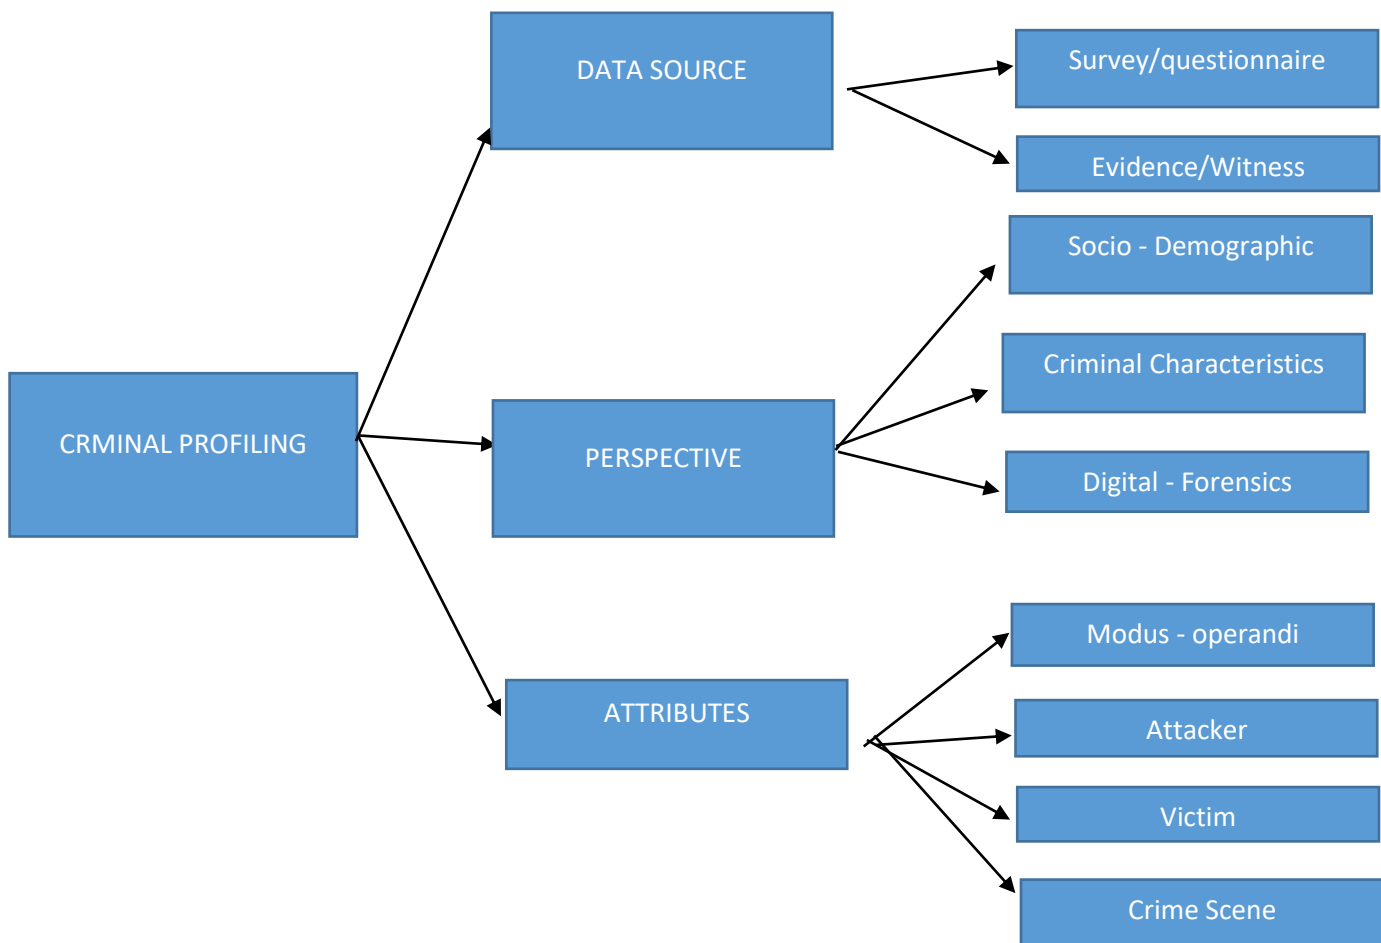 DATA SOURCE
Survey/questionnaire
Evidence/Witness
Socio - Demographic
Criminal Characteristics
CRMINAL PROFILING
PERSPECTIVE
Digital - Forensics
Modus - operandi
ATTRIBUTES
Attacker
Victim
Crime Scene